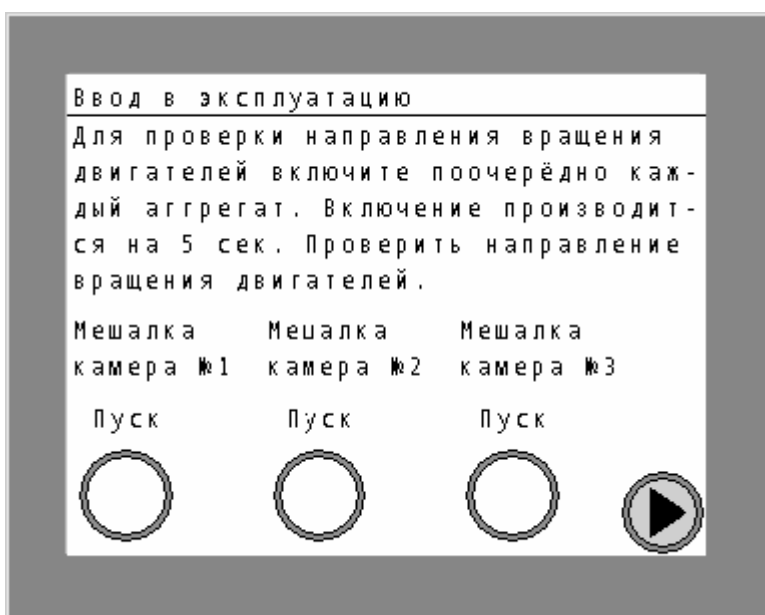 Ввод в эксплуатацию
Для проверки направления вращения
двигателей включите поочерёдно каж-
дый аггрегат. Включение производит-
ся на 5 сек. Проверить направление
вращения двигателей.
Мешалка Мецалка Мешалка
камера №1 камера №2 камера №3
Пуск Пуск Пуск